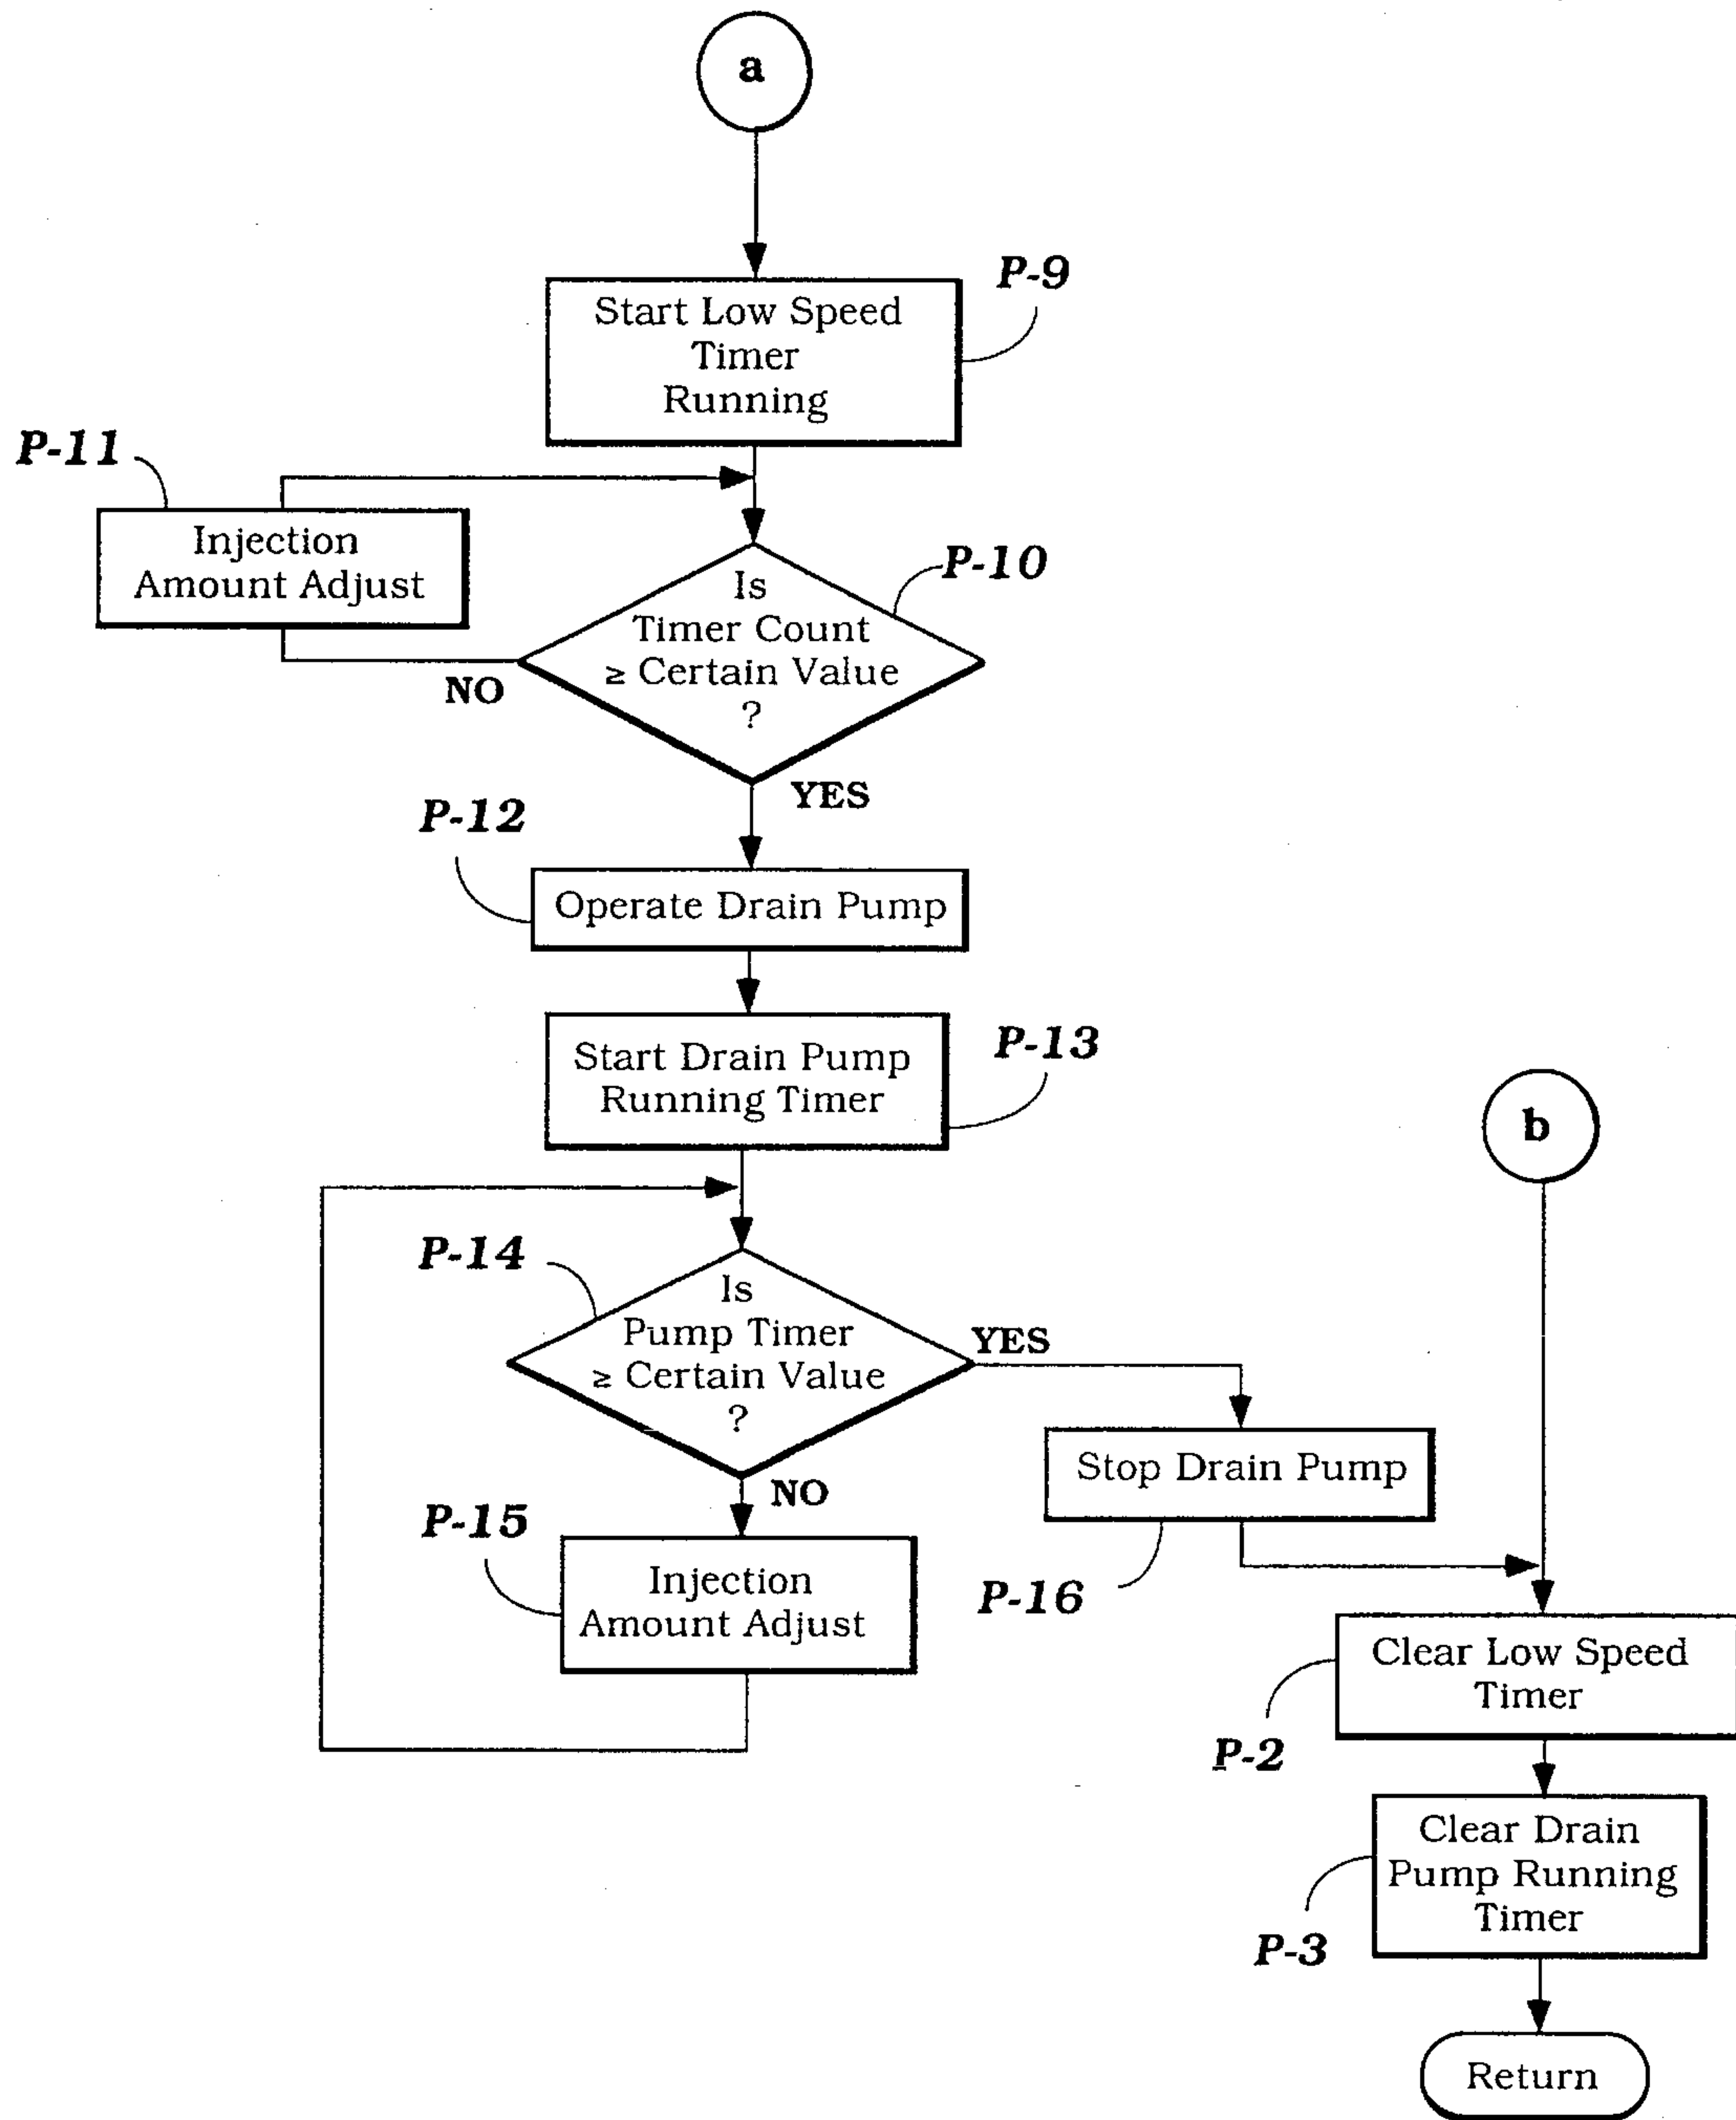 a
P-9
Start Low Speed
Timer
Running
P-11
Injection
Amount Adjust
P-10
Is
Timer Count
≥ Certain Value
?
NO
YES
P-12
Operate Drain Pump
P-13
Start Drain Pump
Running Timer
b
P-14
Is
Pump Timer
≥ Certain Value
?
YES
NO
Stop Drain Pump
P-15
Injection
Amount Adjust
P-16
Clear Low Speed
Timer
P-2
Clear Drain
Pump Running
Timer
P-3
Return